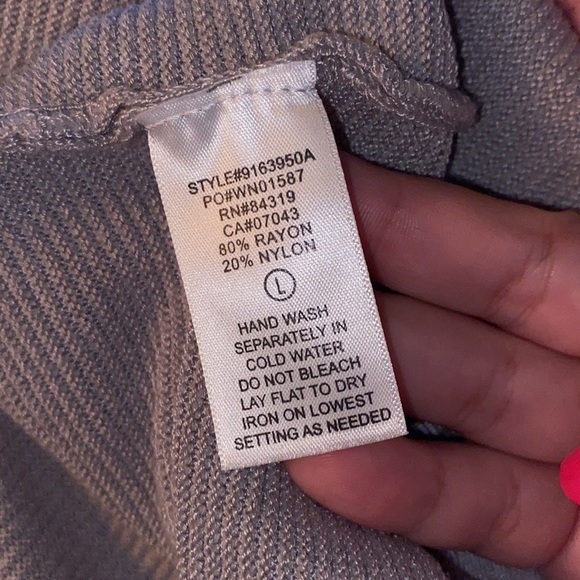 STYLE#9163950A
PO#WN01587
RN#84319
CA#07043
80% RAYON
20% NYLON
L
HAND WASH
SEPARATELY IN
COLD WATER
DO NOT BLEACH
LAY FLAT TO DRY
IRON ON LOWEST
SETTING AS NEEDED